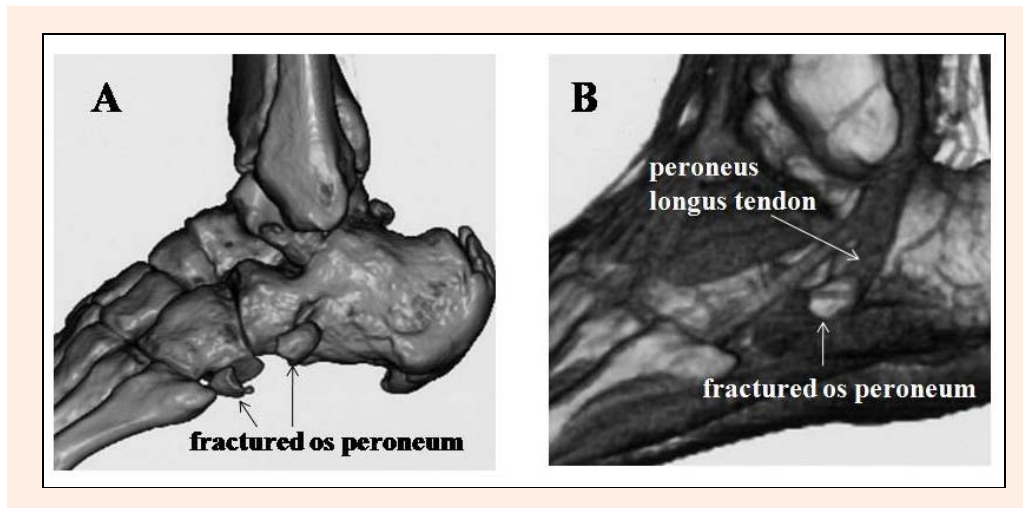 A
fractured os peroneum
B
peroneus
longus tendon
fractured os peroneum